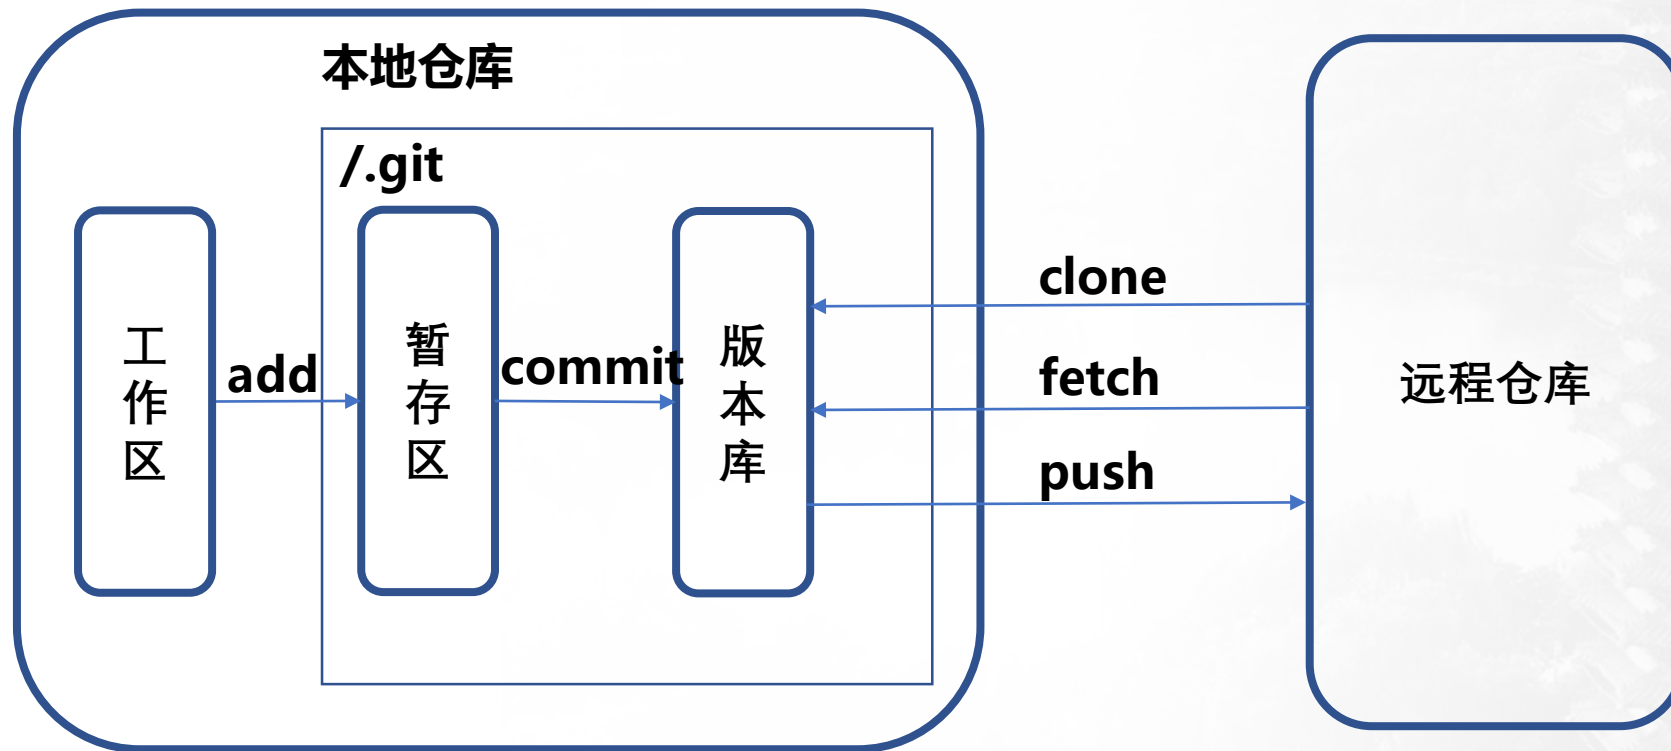 本地仓库
/.git
工作区
add
暂存区
commit
版本库
clone
fetch
push
远程仓库